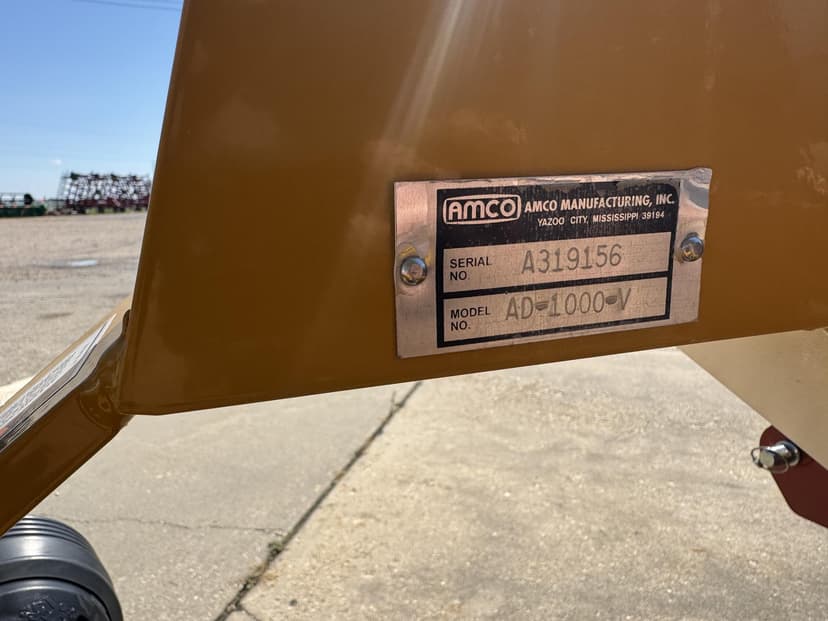 AMCO AMCO MANUFACTURING, INC.
YAZOO CITY, MISSISSIPPI 39194
SERIAL NO. A319156
MODEL NO. AD-1000-V